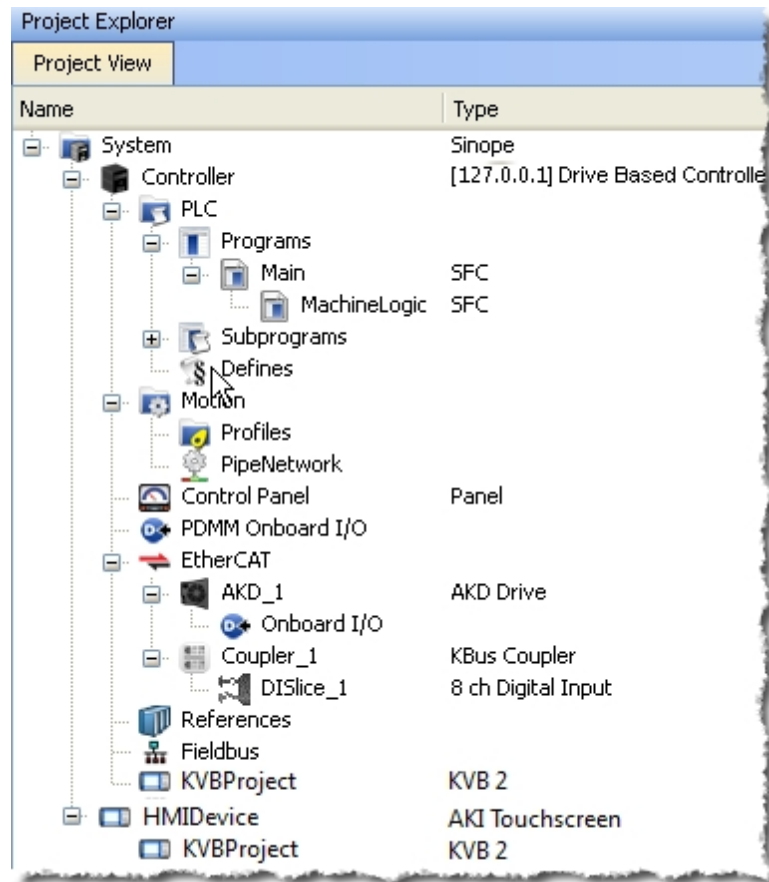 Project Explorer
Project View
Name Type
System Sinope
Controller [127.0.0.1] Drive Based Controlle
PLC
Programs
Main SFC
MachineLogic SFC
Subprograms
Defines
Motion
Profiles
PipeNetwork
Control Panel Panel
PDMM Onboard I/O
EtherCAT
AKD_1 AKD Drive
Onboard I/O
Coupler_1 KBus Coupler
DISlice_1 8 ch Digital Input
References
Fieldbus
KVBProject KVB 2
HMIDevice AKI Touchscreen
KVBProject KVB 2